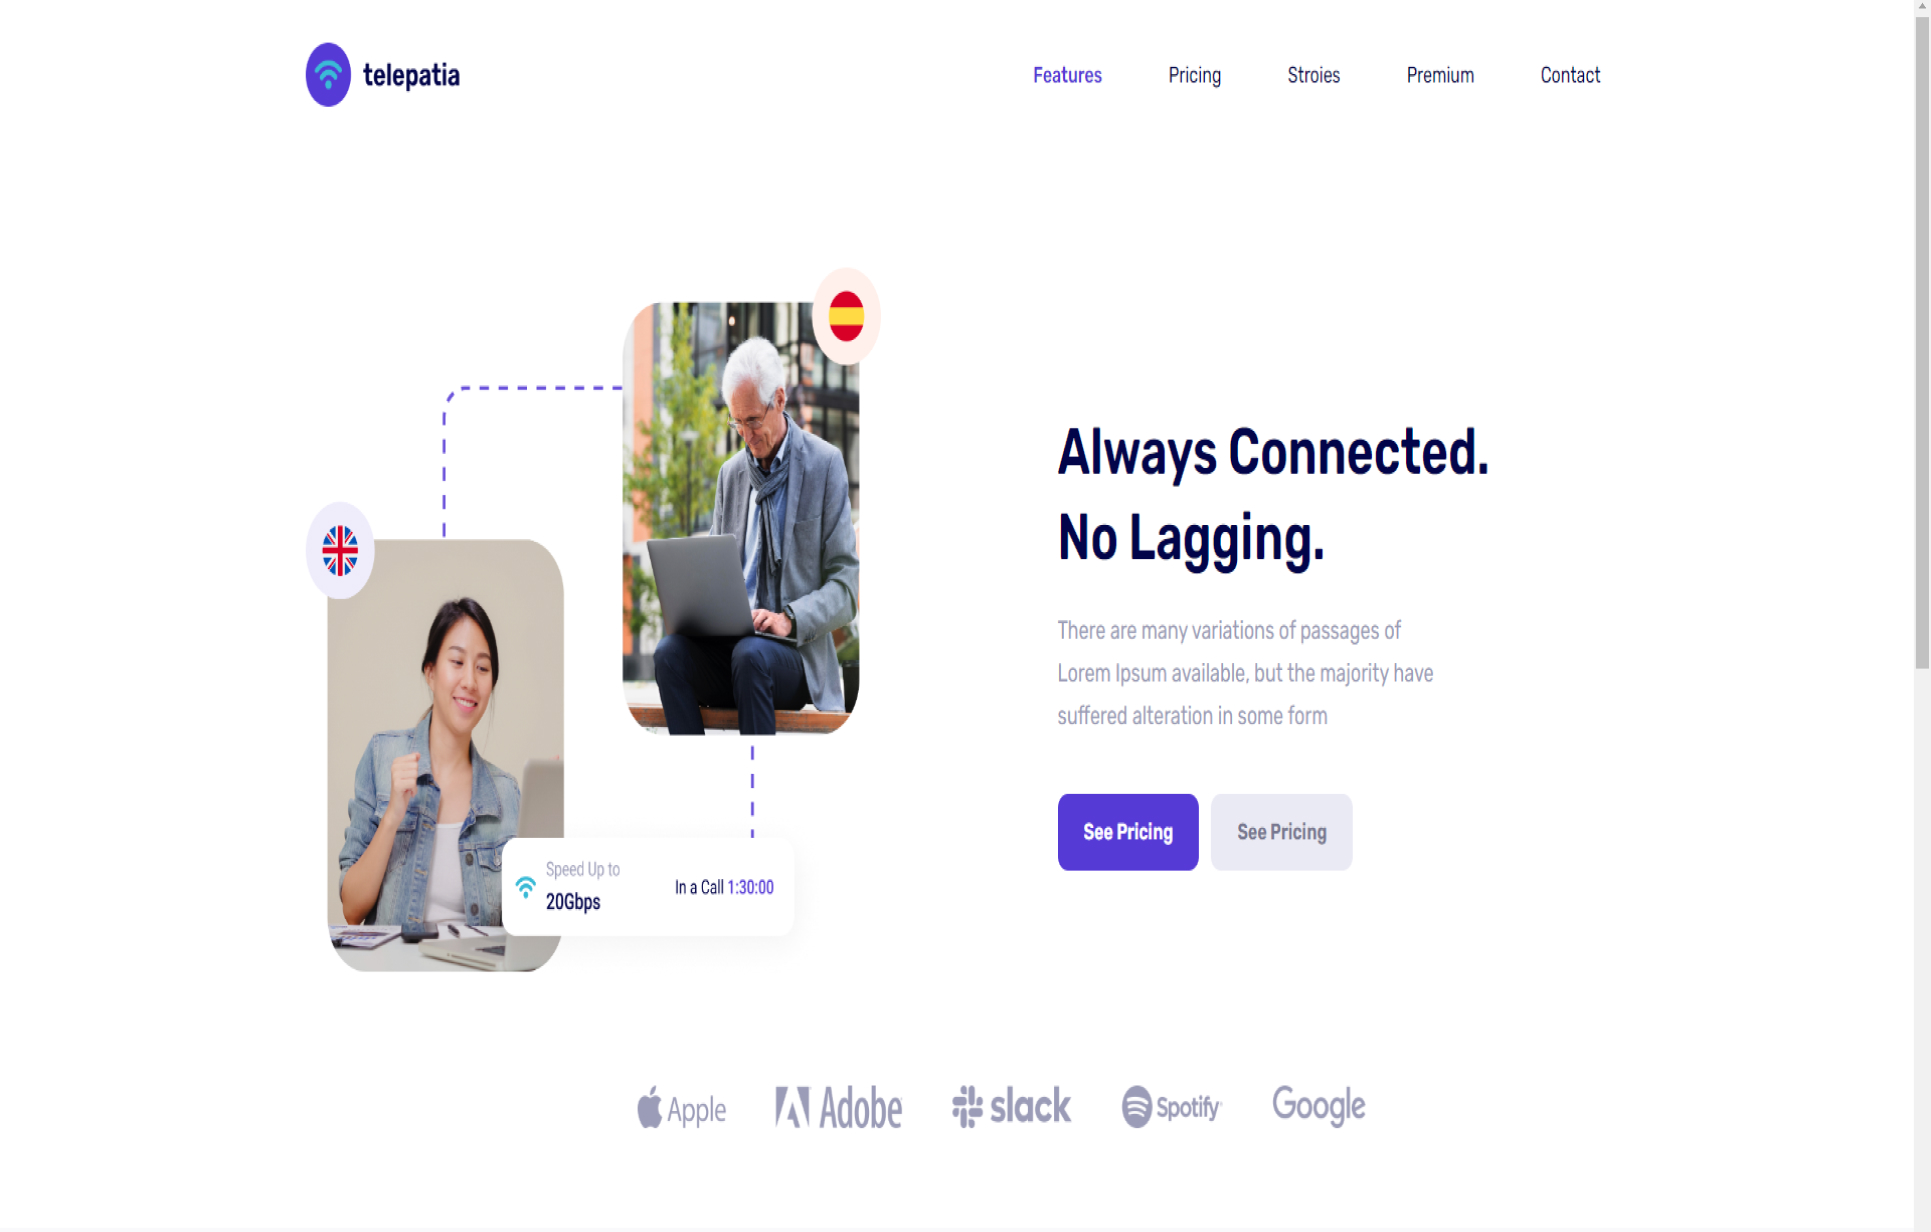 telepatia
Features Pricing Stroies Premium Contact
Always Connected.
No Lagging.
There are many variations of passages of
Lorem Ipsum available, but the majority have
suffered alteration in some form
See Pricing See Pricing
Speed Up to
20Gbps
In a Call 1:30:00
Apple Adobe slack Spotify Google